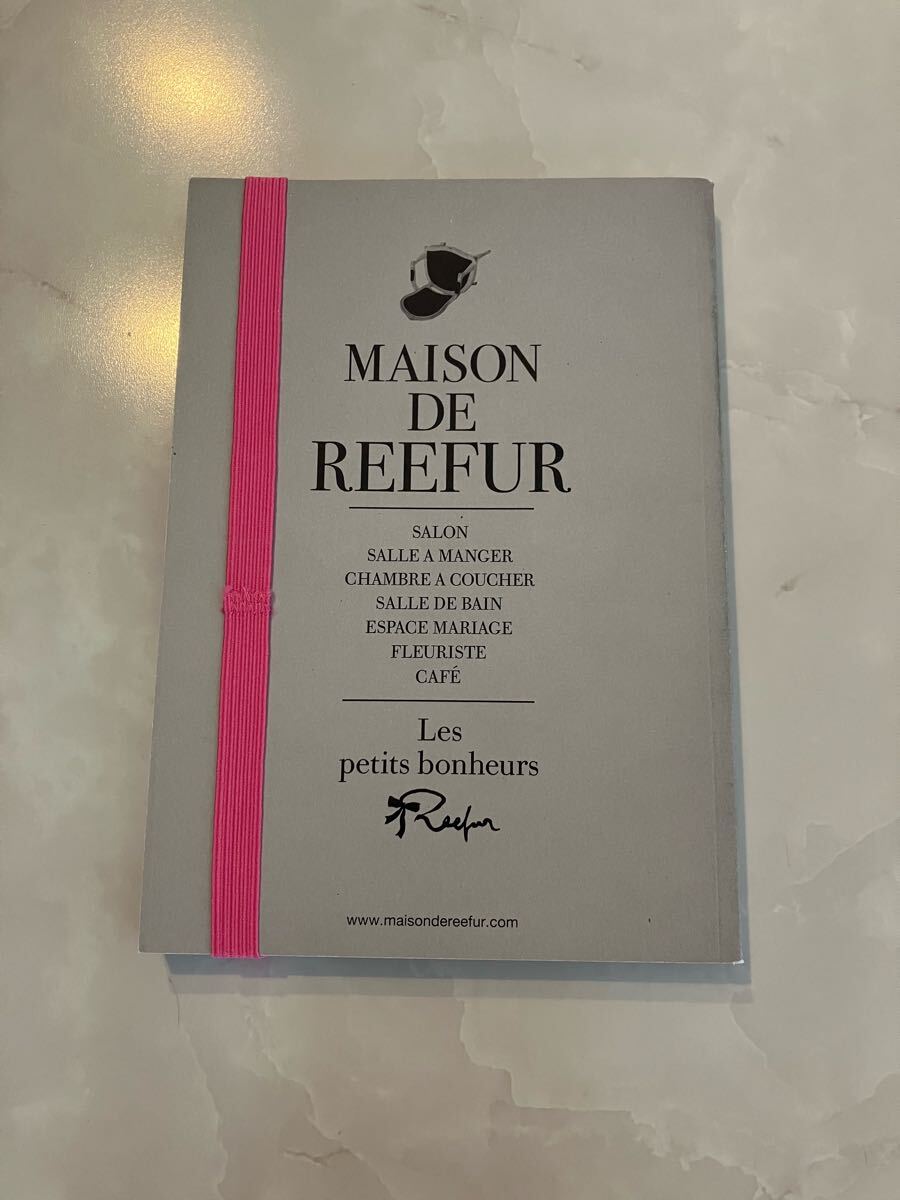 MAISON
DE
REEFUR
SALON
SALLE A MANGER
CHAMBRE A COUCHER
SALLE DE BAIN
ESPACE MARIAGE
FLEURISTE
CAFÉ
Les
petits bonheurs
Reefur
www.maisondereefur.com